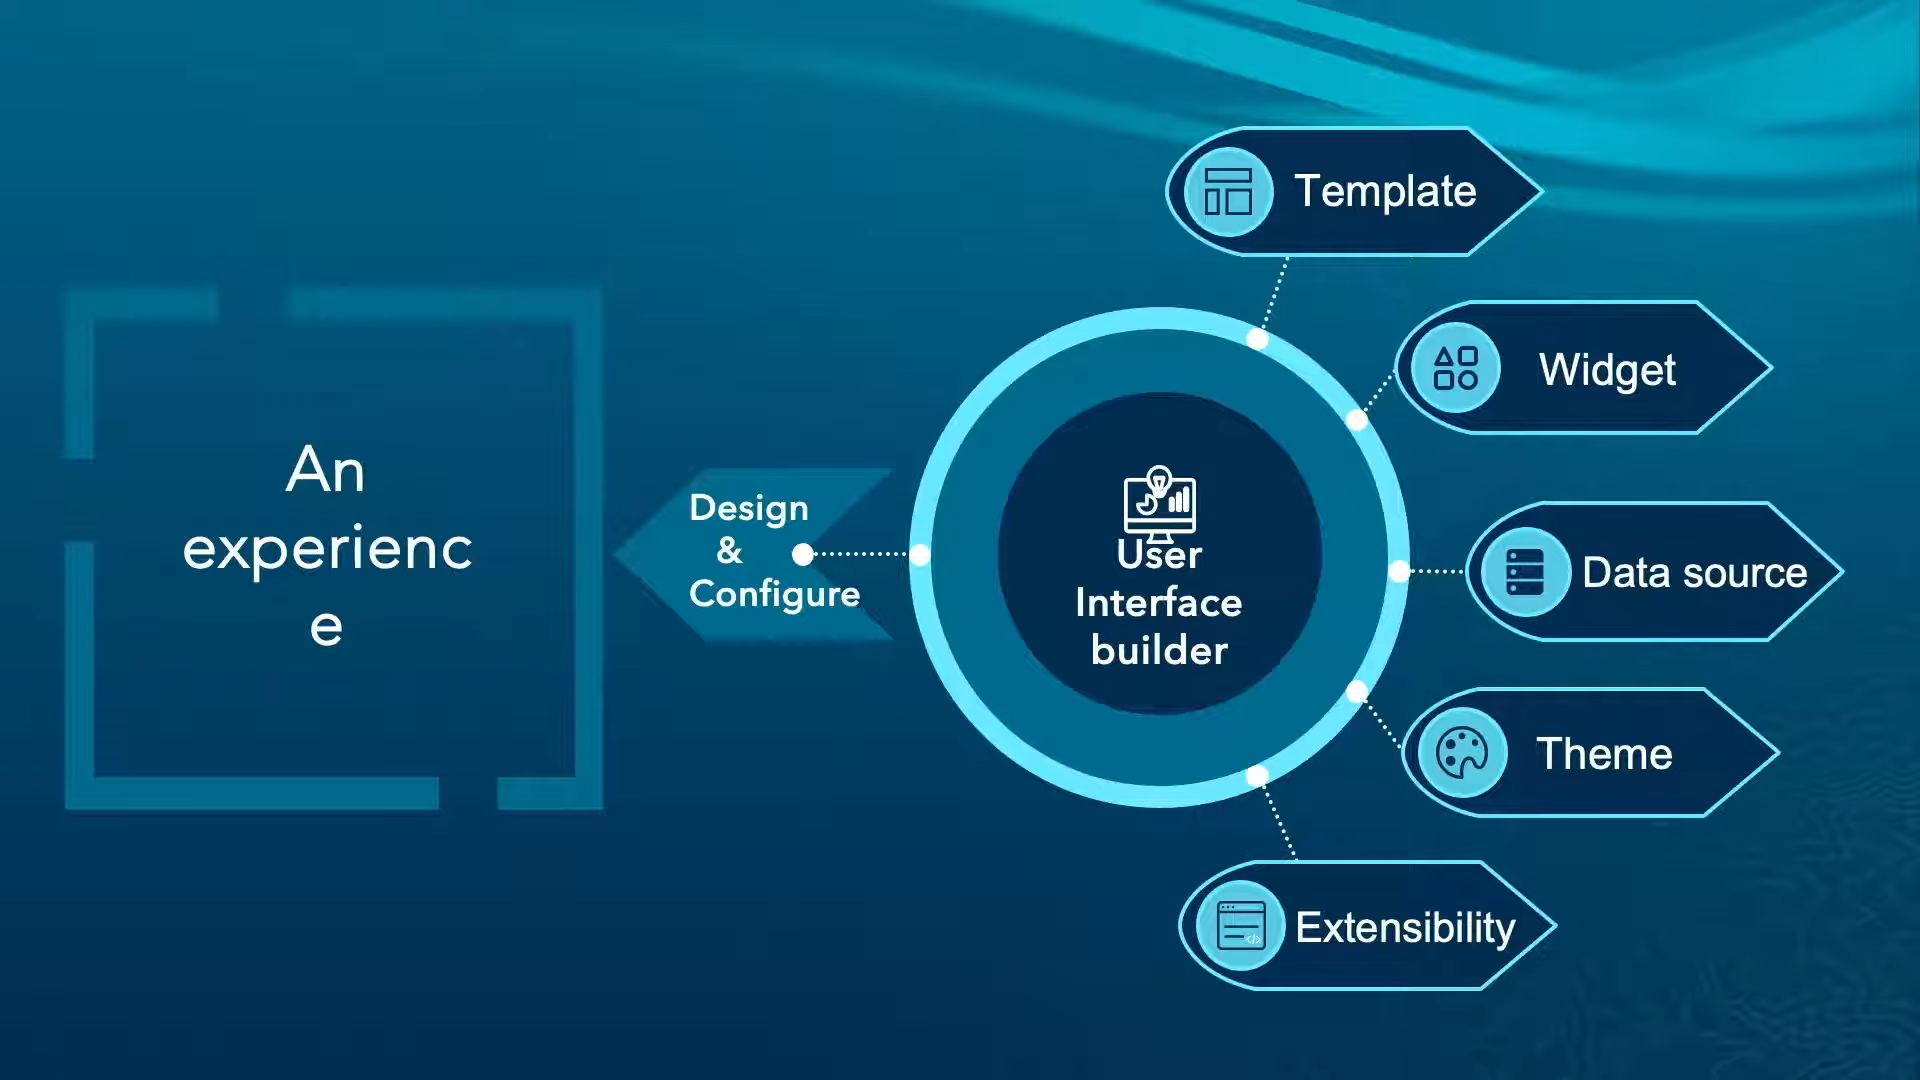 An
experienc
e
Design
&
Configure
User
Interface
builder
Template
Widget
Data source
Theme
Extensibility